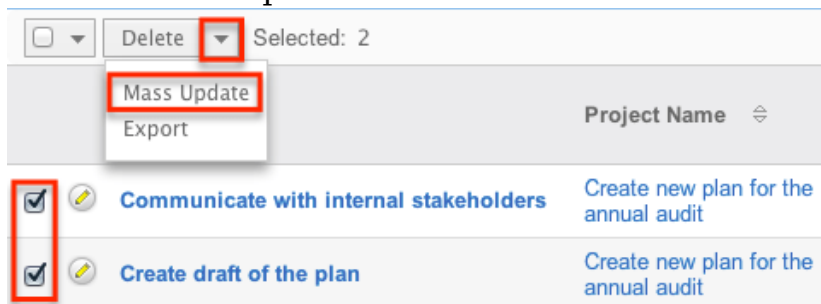 Delete Selected: 2
Mass Update
Export
Project Name
Communicate with internal stakeholders
Create new plan for the
annual audit
Create draft of the plan
Create new plan for the
annual audit